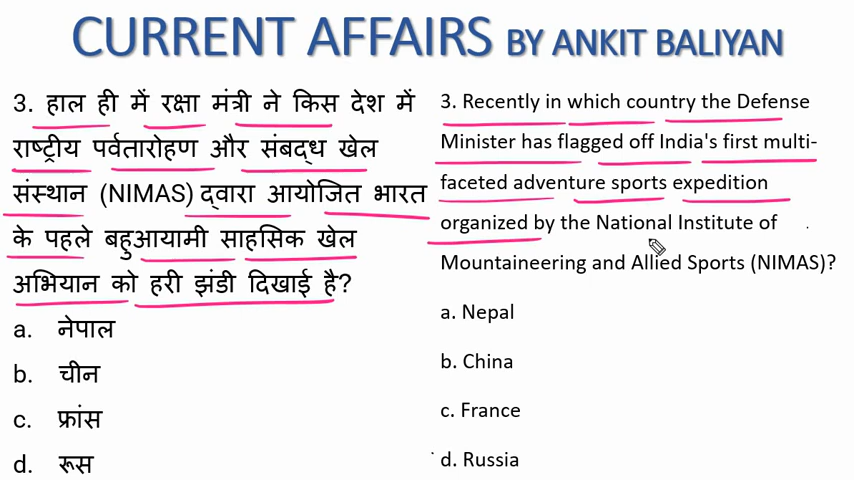 CURRENT AFFAIRS BY ANKIT BALIYAN
3. हाल ही में रक्षा मंत्री ने किस देश में
राष्ट्रीय पर्वतारोहण और संबद्ध खेल
संस्थान (NIMAS) द्वारा आयोजित भारत
के पहले बहुआयामी साहसिक खेल
अभियान को हरी झंडी दिखाई है?
a. नेपाल
b. चीन
c. फ्रांस
d. रूस
3. Recently in which country the Defense
Minister has flagged off India's first multi-
faceted adventure sports expedition
organized by the National Institute of
Mountaineering and Allied Sports (NIMAS)?
a. Nepal
b. China
c. France
d. Russia